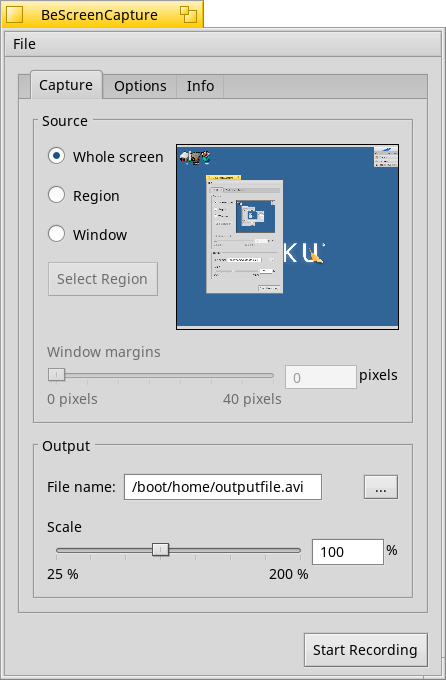 BeScreenCapture
File
Capture Options Info
Source
Whole screen
Region
Window
Select Region
KU
Window margins
0 pixels
0 pixels 40 pixels
Output
File name: /boot/home/outputfile.avi ...
Scale
100 %
25 % 200 %
Start Recording